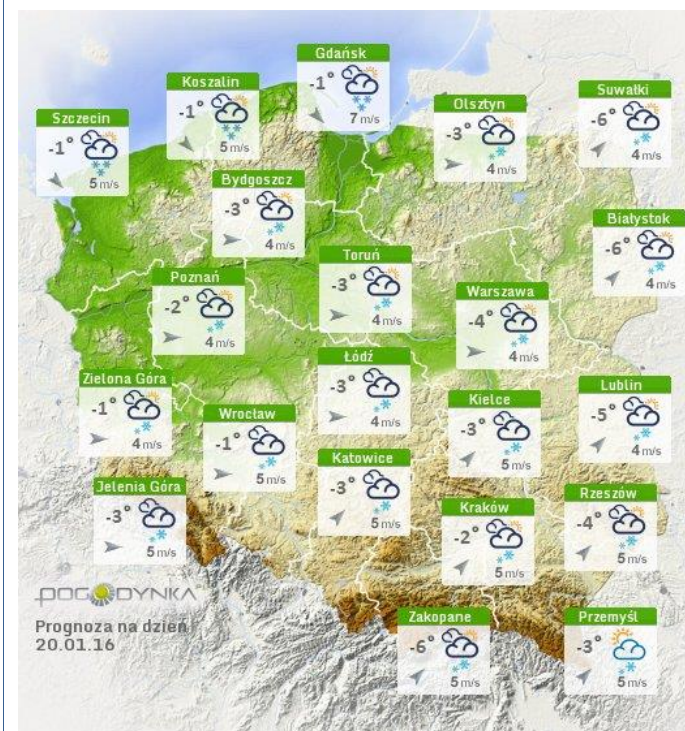 Gdańsk
-1°
7 m/s
Koszalin
-1°
5 m/s
Szczecin
-1°
5 m/s
Olsztyn
-3°
4 m/s
Suwałki
-6°
4 m/s
Bydgoszcz
-3°
4 m/s
Białystok
-6°
4 m/s
Toruń
-3°
4 m/s
Poznań
-2°
4 m/s
Warszawa
-4°
4 m/s
Łódź
-3°
4 m/s
Zielona Góra
-1°
4 m/s
Wrocław
-1°
5 m/s
Kielce
-3°
5 m/s
Lublin
-5°
4 m/s
Katowice
-3°
5 m/s
Jelenia Góra
-3°
5 m/s
Kraków
-2°
5 m/s
Rzeszów
-4°
5 m/s
POGODYNKA
Prognoza na dzień
20.01.16
Zakopane
-6°
5 m/s
Przemyśl
-3°
5 m/s